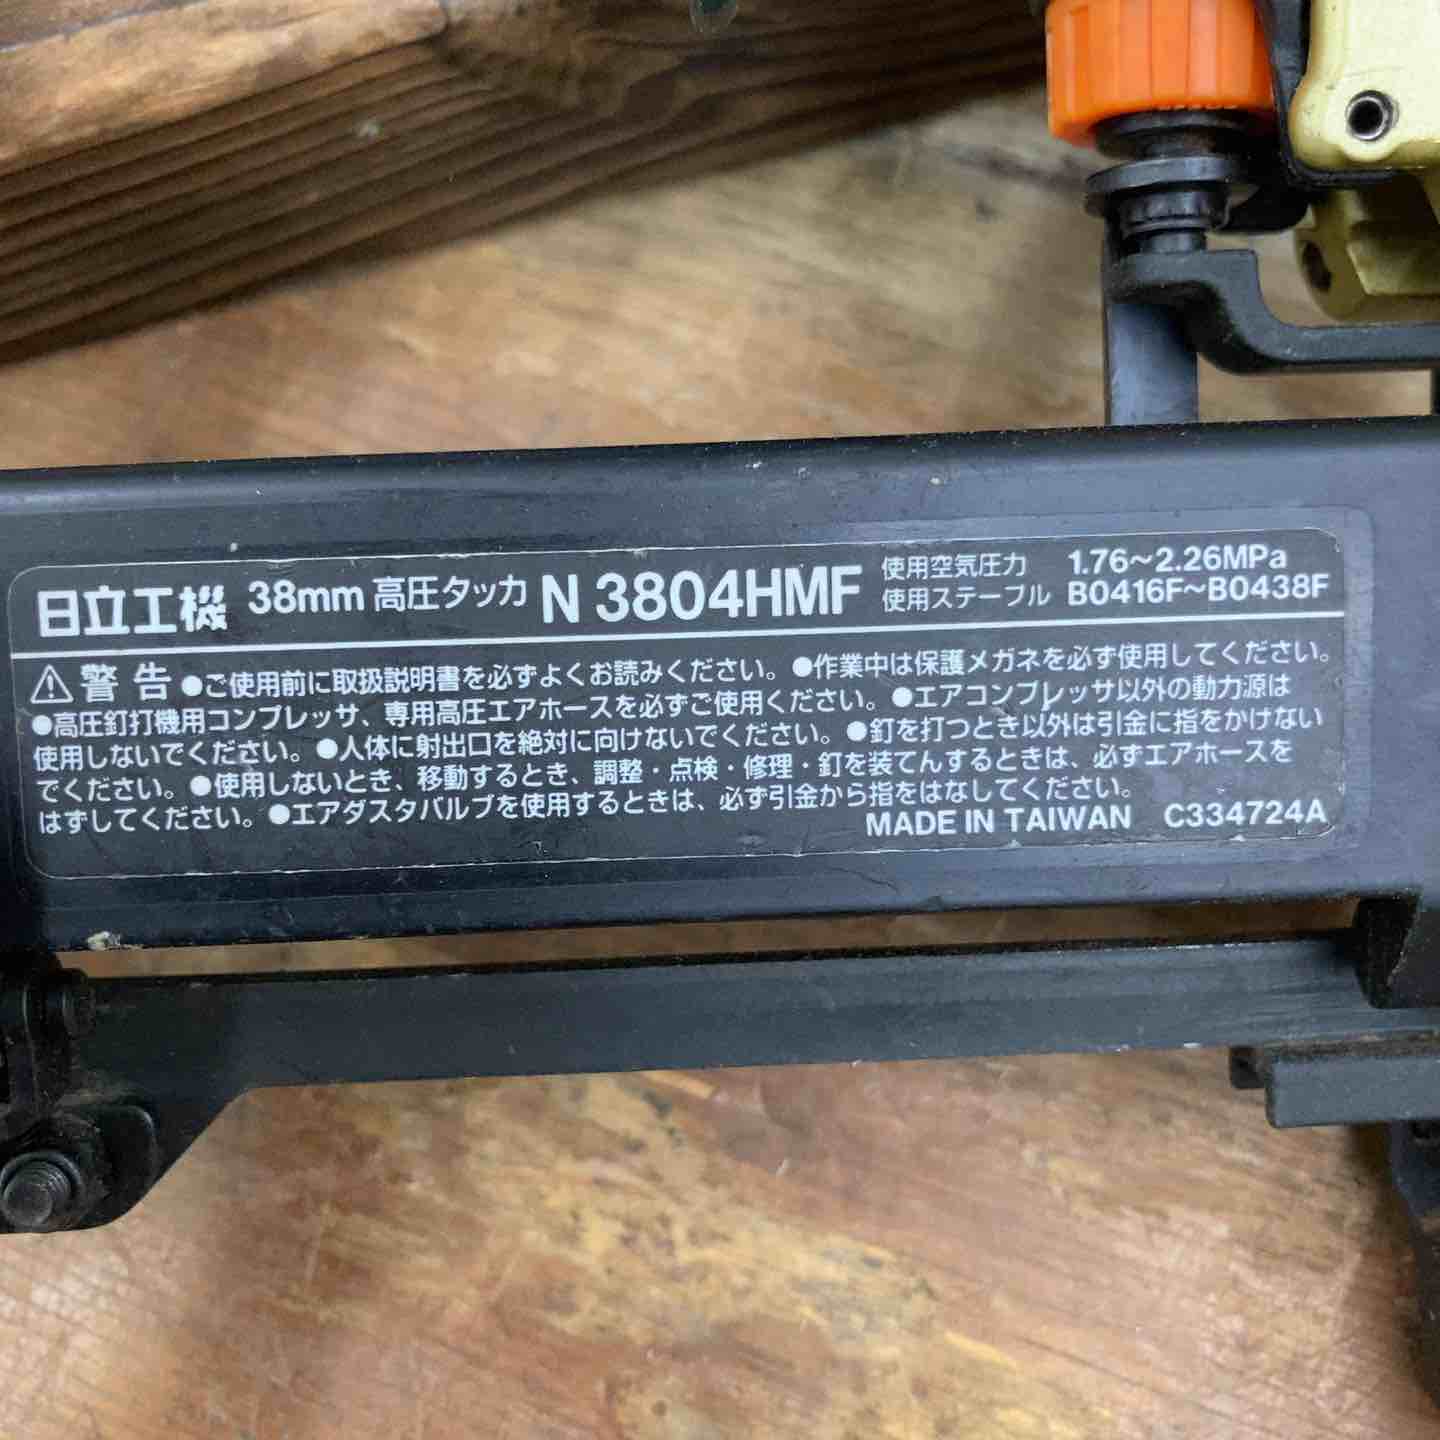 日立工機 38mm 高圧タッカ N 3804HMF 使用空気圧力 1.76～2.26MPa
使用ステープル B0416F～B0438F
警告 ●ご使用前に取扱説明書を必ずよくお読みください。●作業中は保護メガネを必ず使用してください。
●高圧釘打機用コンプレッサ、専用高圧エアホースを必ずご使用ください。●エアコンプレッサ以外の動力源は
使用しないでください。●人体に射出口を絶対に向けないでください。●釘を打つとき以外は引金に指をかけない
でください。●使用しないとき、移動するとき、調整・点検・修理・釘を装てんするときは、必ずエアホースを
はずしてください。●エアダスタバルブを使用するときは、必ず引金から指をはなしてください。
MADE IN TAIWAN C334724A